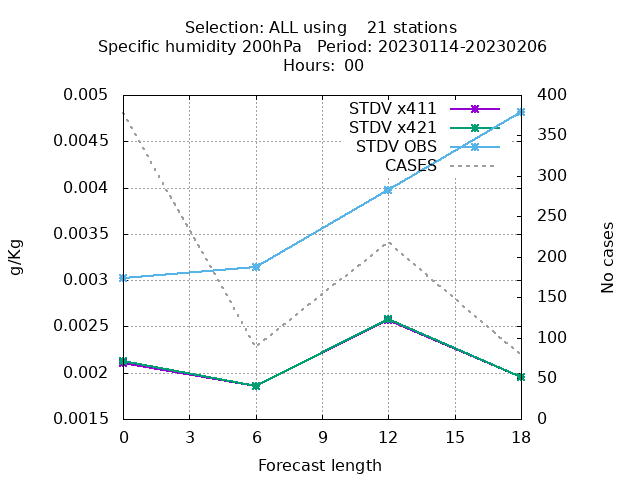 Selection: ALL using    21 stations
Specific humidity 200hPa   Period: 20230114-20230206
Hours:  00
STDV x411
STDV x421
STDV OBS
CASES
0.005
0.0045
0.004
0.0035
0.003
0.0025
0.002
0.0015
400
350
300
250
200
150
100
50
0
g/Kg
No cases
0 3 6 9 12 15 18
Forecast length